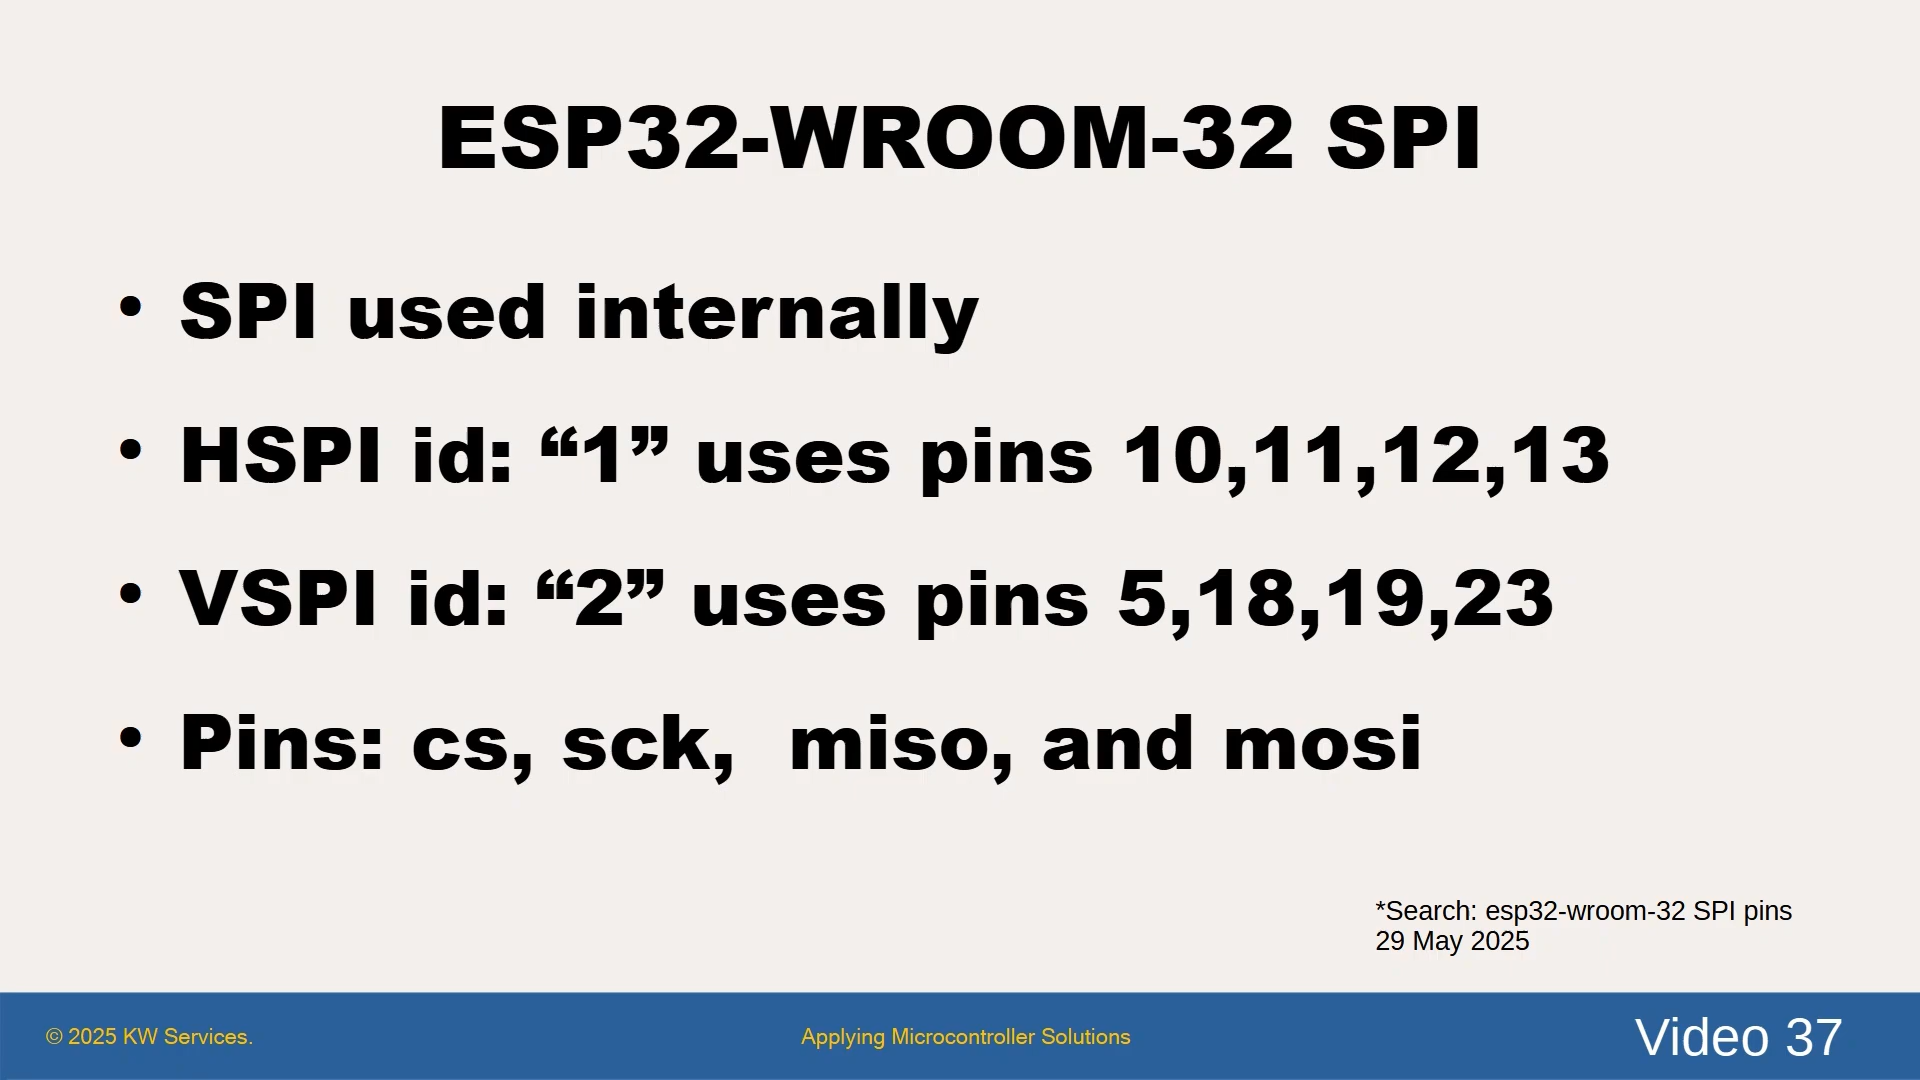 ESP32-WROOM-32 SPI
• SPI used internally
• HSPI id: “1” uses pins 10,11,12,13
• VSPI id: “2” uses pins 5,18,19,23
• Pins: cs, sck,  miso, and mosi
*Search: esp32-wroom-32 SPI pins
29 May 2025
© 2025 KW Services.
Applying Microcontroller Solutions
Video 37